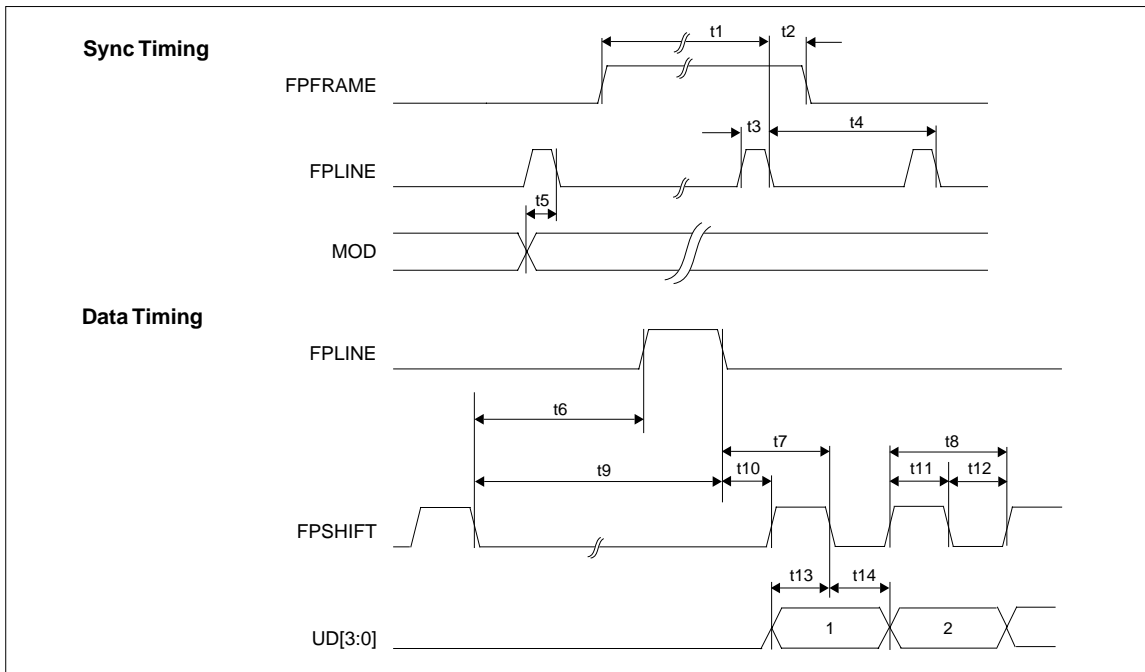 Sync Timing
t1
t2
FPFRAME
t3
t4
FPLINE
t5
MOD
Data Timing
FPLINE
t6
t7
t8
t9
t10
t11
t12
FPSHIFT
t13
t14
UD[3:0]
1
2